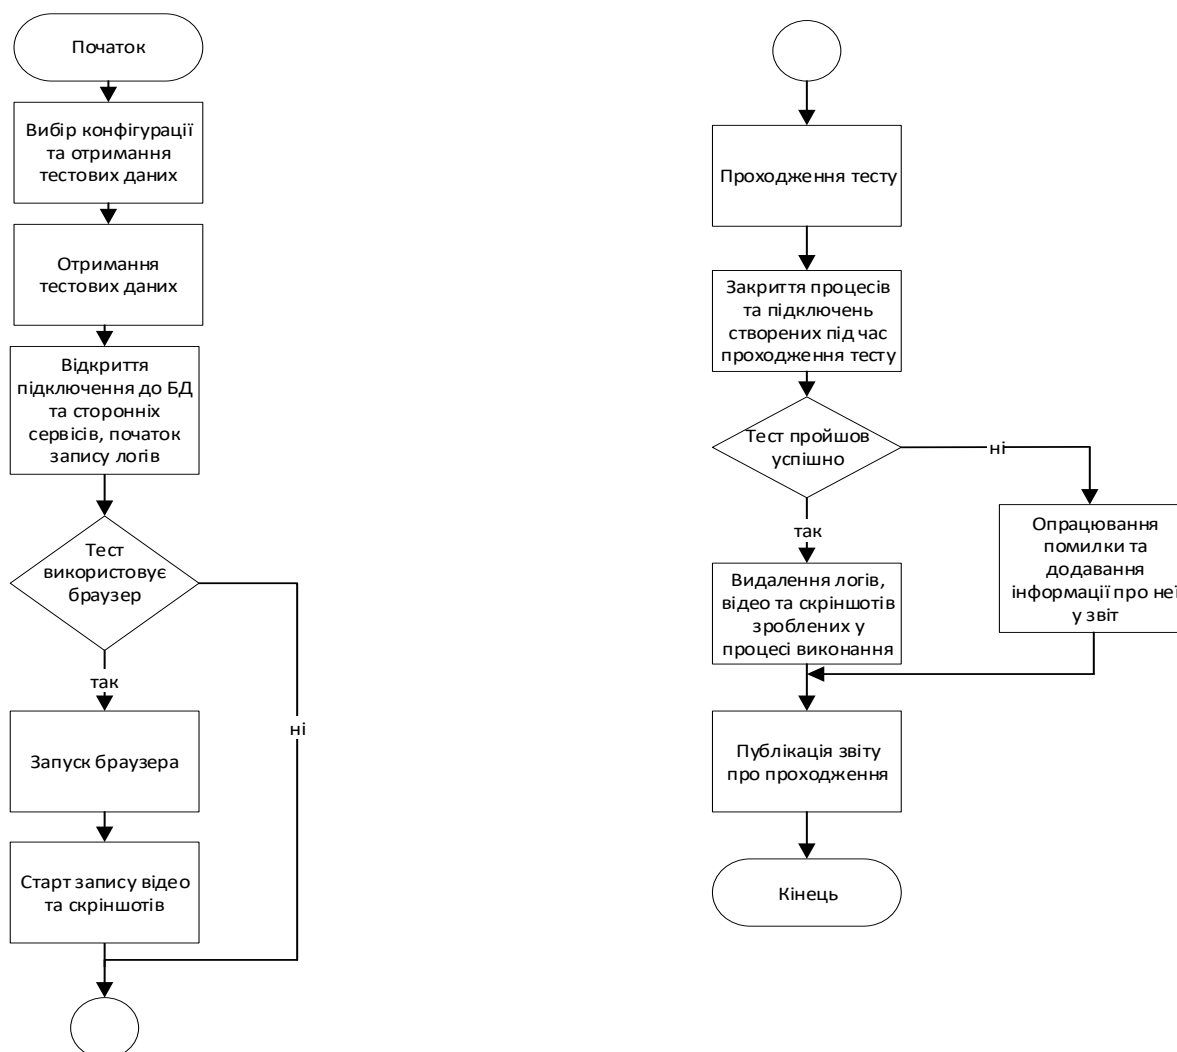 Початок
Вибір конфігурації
та отримання
тестових даних
Отримання
тестових даних
Відкриття
підключення до БД
та сторонніх
сервісів, початок
запису логів
Тест
використовує
браузер
так
ні
Запуск браузера
Старт запису відео
та скріншотів
Проходження тесту
Закриття процесів
та підключень
створених під час
проходження тесту
Тест пройшов
успішно
ні
так
Опрацювання
помилки та
додавання
інформації про неї
у звіт
Видалення логів,
відео та скріншотів
зроблених у
процесі виконання
Публікація звіту
про проходження
Кінець